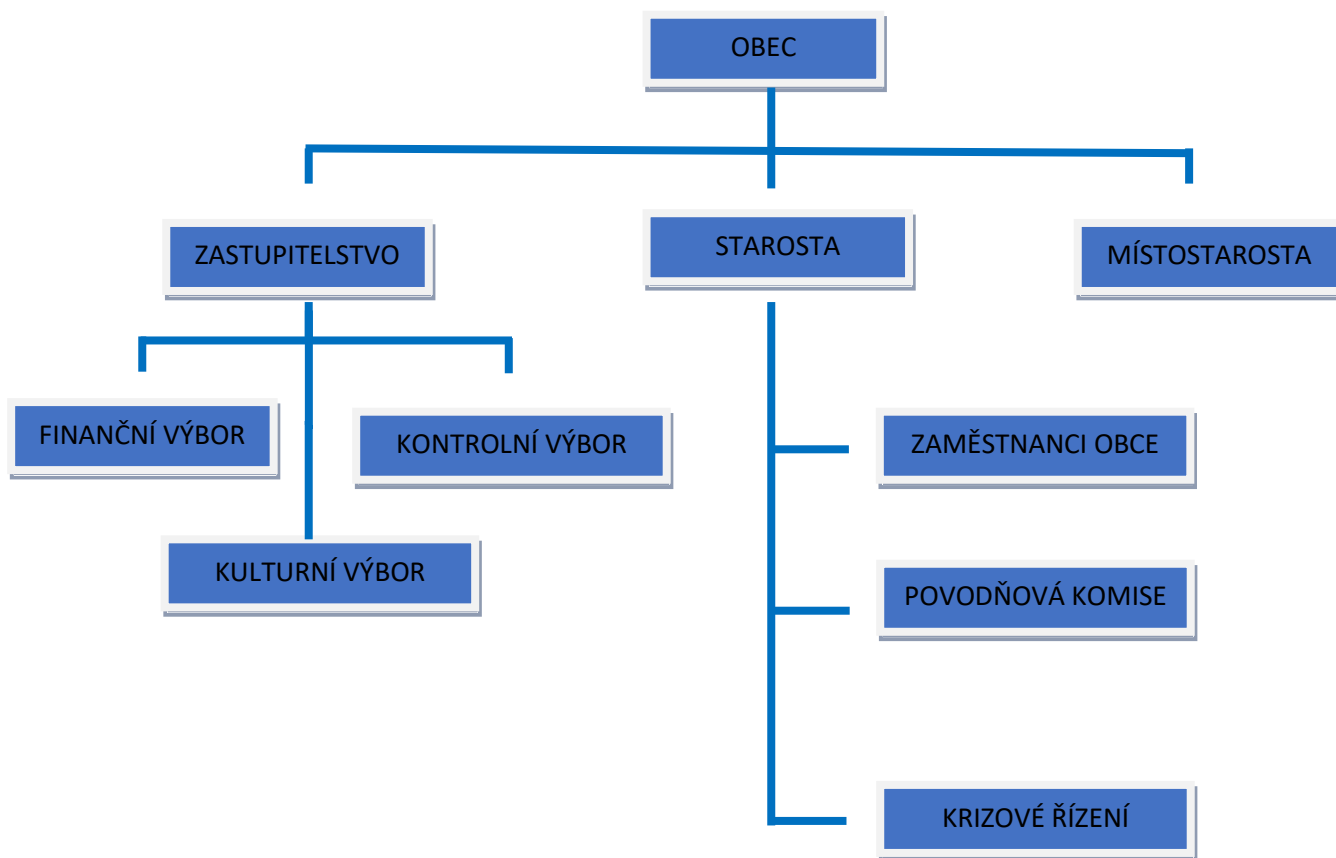 OBEC
ZASTUPITELSTVO
STAROSTA
MÍSTOSTAROSTA
FINANČNÍ VÝBOR
KONTROLNÍ VÝBOR
ZAMĚSTNANCI OBCE
KULTURNÍ VÝBOR
POVODŇOVÁ KOMISE
KRIZOVÉ ŘÍZENÍ